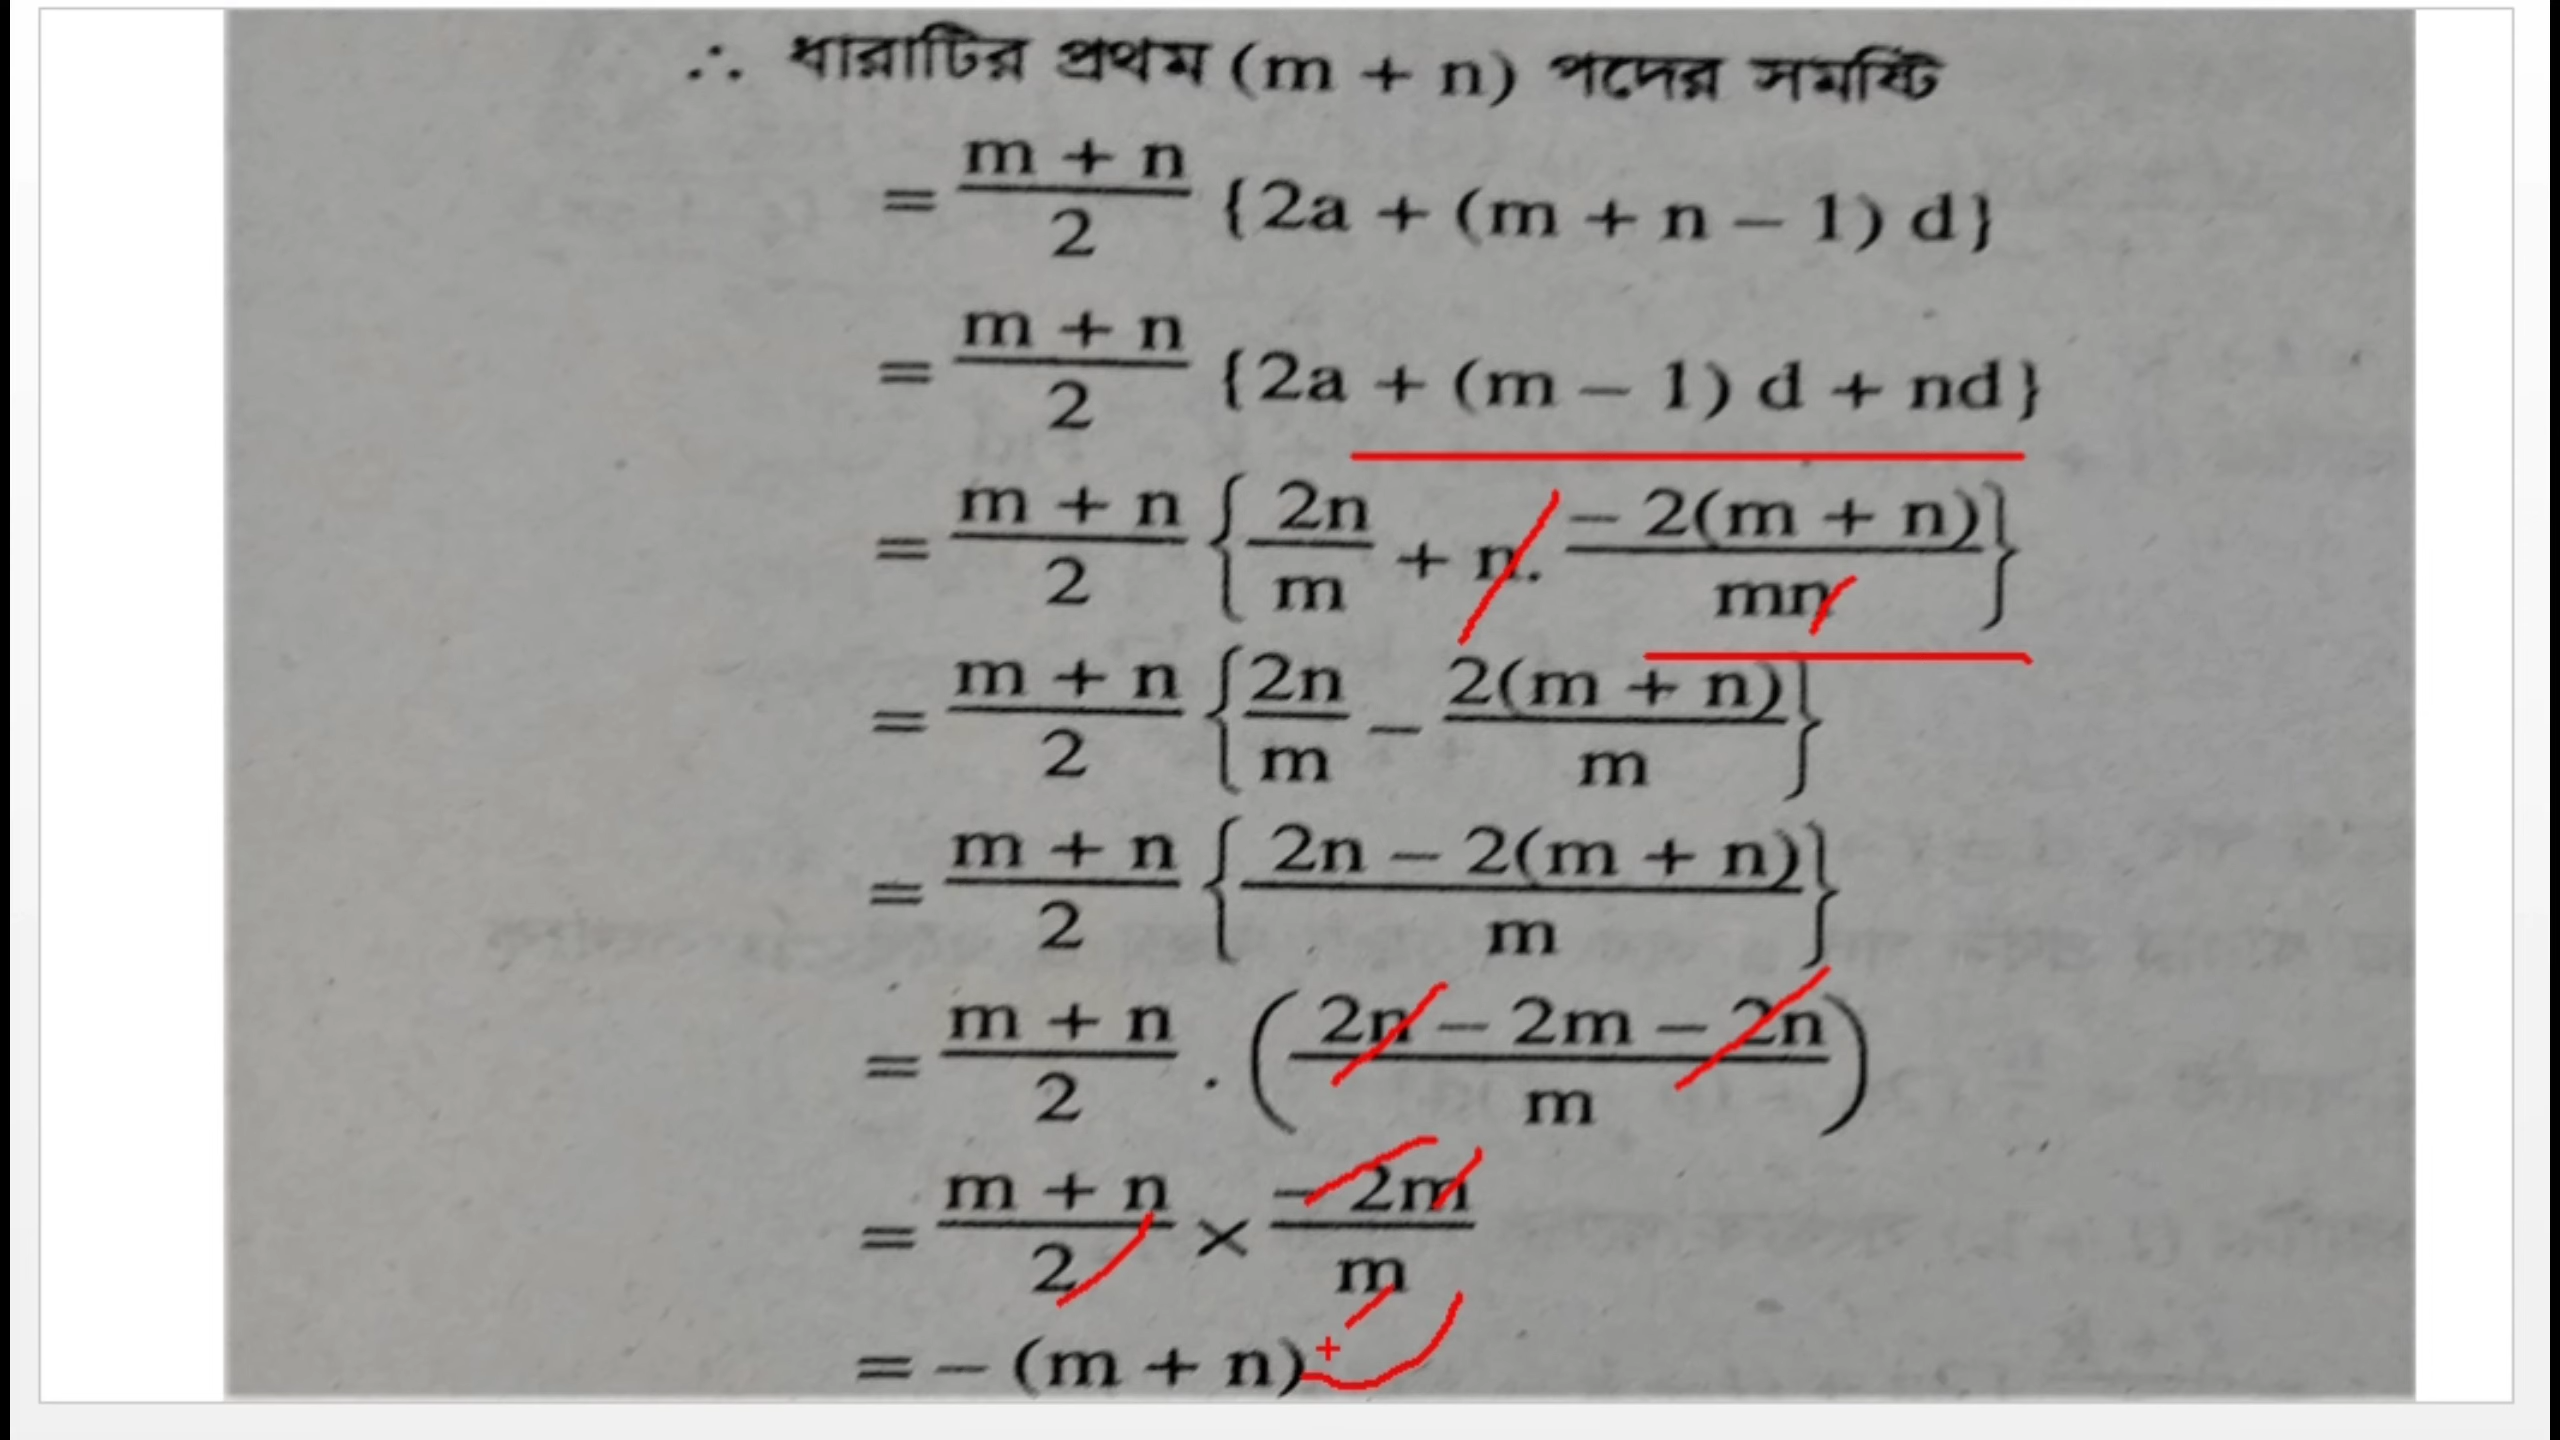 ∴ ধারাটির প্রথম (m + n) পদের সমষ্টি
= m + n / 2 {2a + (m + n – 1) d}
= m + n / 2 {2a + (m – 1) d + nd}
= m + n / 2 { 2n / m + n. – 2(m + n) / mn }
= m + n / 2 { 2n / m – 2(m + n) / m }
= m + n / 2 { 2n – 2(m + n) / m }
= m + n / 2 . ( 2n – 2m – 2n / m )
= m + n / 2 × – 2m / m
= – (m + n)